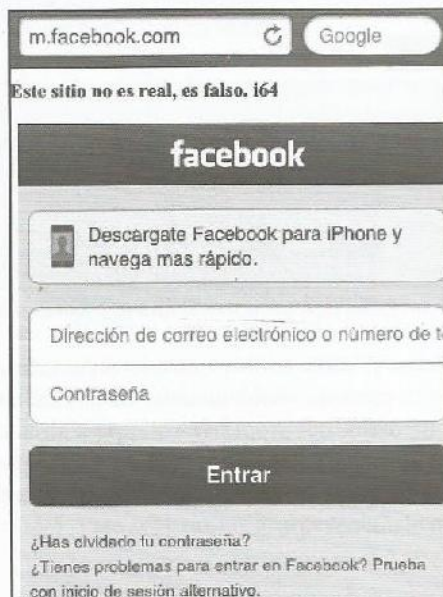 m.facebook.com
Google
Este sitio no es real, es falso. i64
facebook
Descargate Facebook para iPhone y
navega mas rápido.
Dirección de correo electrónico o número de t
Contraseña
Entrar
¿Has olvidado tu contraseña?
¿Tienes problemas para entrar en Facebook? Prueba
con inicio de sesión alternativo.